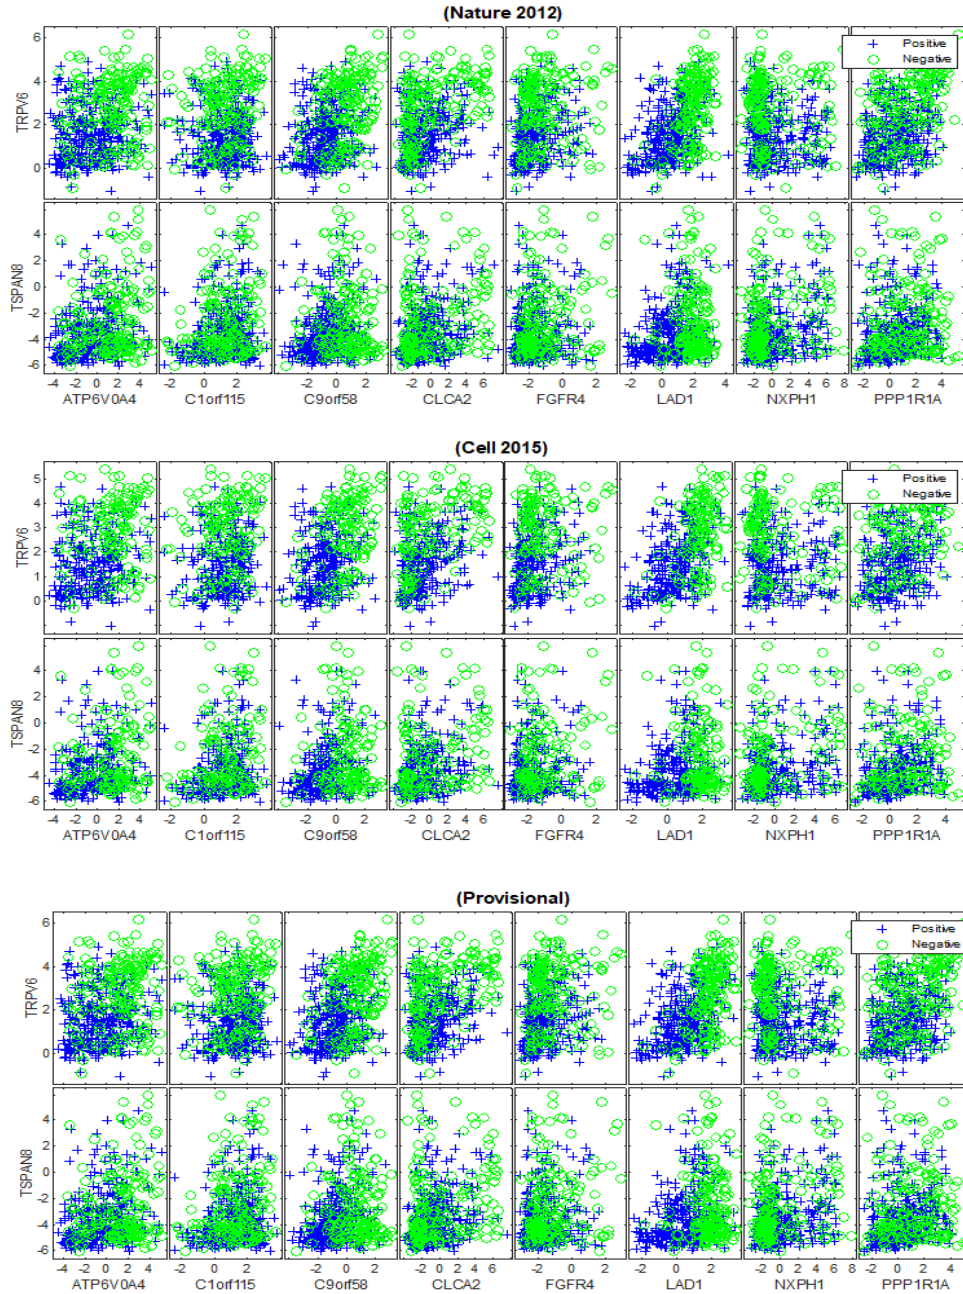 (Nature 2012)
Positive
Negative
TRPV6
6
4
2
0
TSPAN8
4
2
0
-2
-4
-6
-4 -2 0 2 4
-2 0 2
-2 0 2
-2 0 2 4 6
-2 0 2
-2 0 2 4
-2 0 2 4 6 8
-2 0 2 4
ATP6V0A4 C1orf115 C9orf58 CLCA2 FGFR4 LAD1 NXPH1 PPP1R1A
(Cell 2015)
Positive
Negative
TRPV6
5
4
3
2
1
0
TSPAN8
4
2
0
-2
-4
-6
-4 -2 0 2 4
-2 0 2
-2 0 2
-2 0 2 4 6
-2 0 2
-2 0 2
-2 0 2 4 6
-2 0 2 4
ATP6V0A4 C1orf115 C9orf58 CLCA2 FGFR4 LAD1 NXPH1 PPP1R1A
(Provisional)
Positive
Negative
TRPV6
6
4
2
0
TSPAN8
4
2
0
-2
-4
-6
-4 -2 0 2 4
-2 0 2
-2 0 2
-2 0 2 4 6
-2 0 2
-2 0 2 4
-2 0 2 4 6 8
-2 0 2 4
ATP6V0A4 C1orf115 C9orf58 CLCA2 FGFR4 LAD1 NXPH1 PPP1R1A